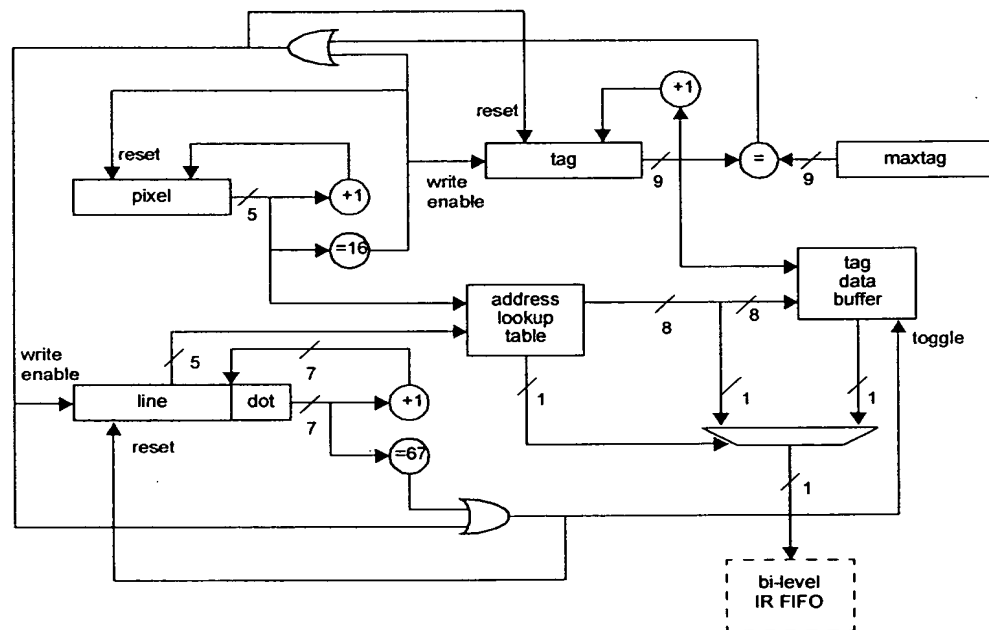 reset
+1
reset
tag
=
maxtag
9
9
write
enable
pixel
+1
5
=16
tag
data
buffer
address
lookup
table
8
8
toggle
write
enable
5
7
line
dot
+1
7
1
1
1
reset
=67
1
bi-level
IR FIFO